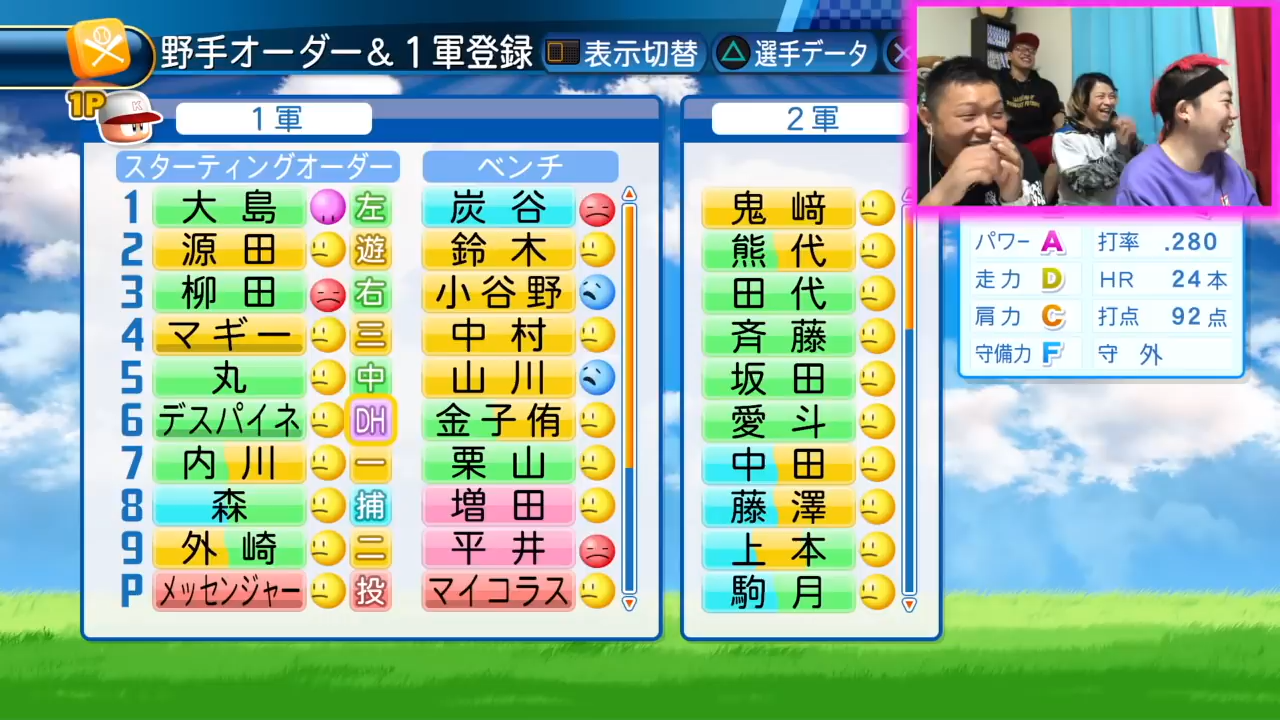 野手オーダー＆１軍登録 表示切替 △ 選手データ ×
1P
１軍
スターティングオーダー ベンチ
1 大島 左 炭谷
2 源田 遊 鈴木
3 柳田 右 小谷野
4 マギー 三 中村
5 丸 中 山川
6 デスパイネ DH 金子侑
7 内川 一 栗山
8 森 捕 増田
9 外崎 二 平井
P メッセンジャー 投 マイコラス
２軍
鬼﨑
熊代
田代
斉藤
坂田
愛斗
中田
藤澤
上本
駒月
パワー A 打率 .280
走力 D HR 24本
肩力 C 打点 92点
守備力 F 守 外